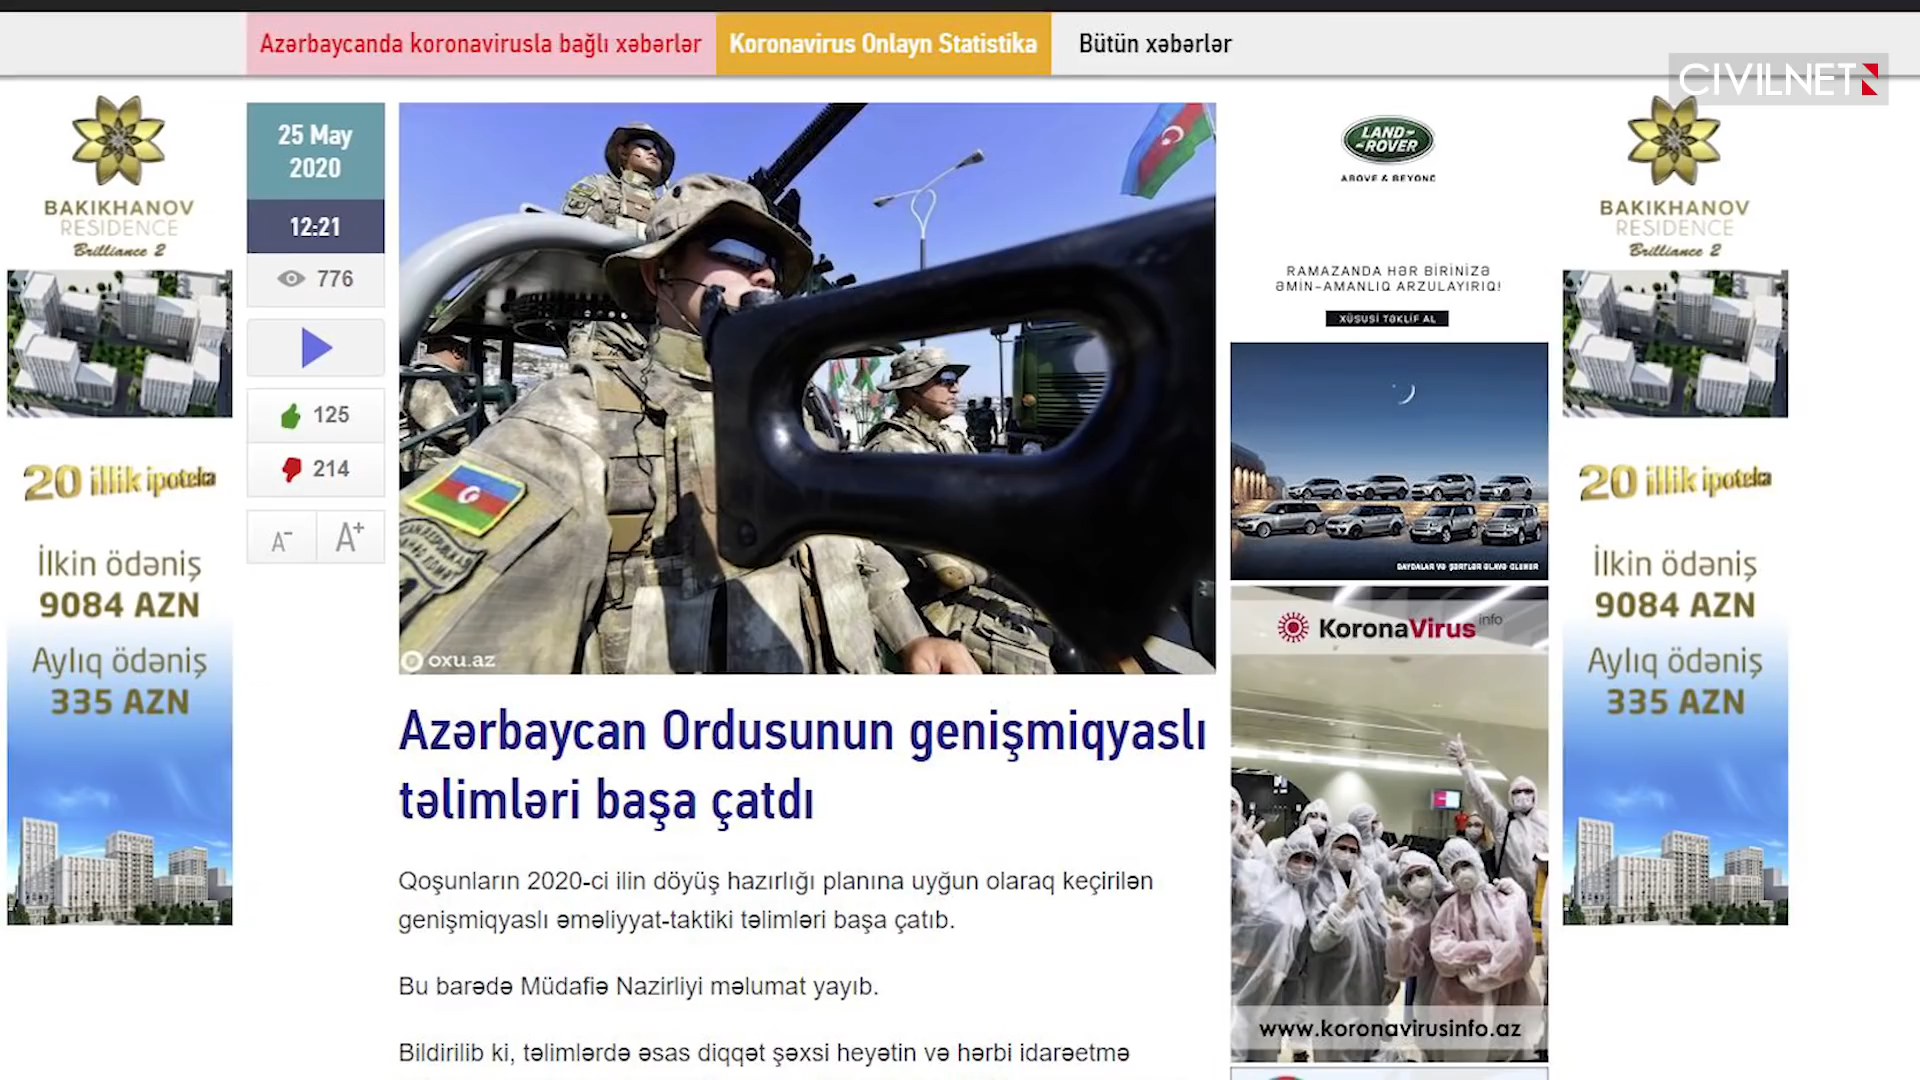 Azərbaycanda koronavirusla bağlı xəbərlər
Koronavirus Onlayn Statistika
Bütün xəbərlər
CIVILNET
BAKIKHANOV
RESIDENCE
Brilliance 2
20 illik ipoteka
İlkin ödəniş
9084 AZN
Aylıq ödəniş
335 AZN
25 May
2020
12:21
776
125
214
A-
A+
oxu.az
Azərbaycan Ordusunun genişmiqyaslı
təlimləri başa çatdı
Qoşunların 2020-ci ilin döyüş hazırlığı planına uyğun olaraq keçirilən
genişmiqyaslı əməliyyat-taktiki təlimləri başa çatıb.
Bu barədə Müdafiə Nazirliyi məlumat yayıb.
Bildirilib ki, təlimlərdə əsas diqqət şəxsi heyətin və hərbi idarəetmə
LAND ROVER
ABOVE & BEYOND
RAMAZANDA HƏR BİRİNİZƏ
ƏMİN-AMANLIQ ARZULAYIRIQ!
XÜSUSİ TƏKLİF AL
QAYDALAR VƏ ŞƏRTLƏR ƏLAVƏ OLUNUR
KoronaVirus info
www.koronavirusinfo.az
BAKIKHANOV
RESIDENCE
Brilliance 2
20 illik ipoteka
İlkin ödəniş
9084 AZN
Aylıq ödəniş
335 AZN